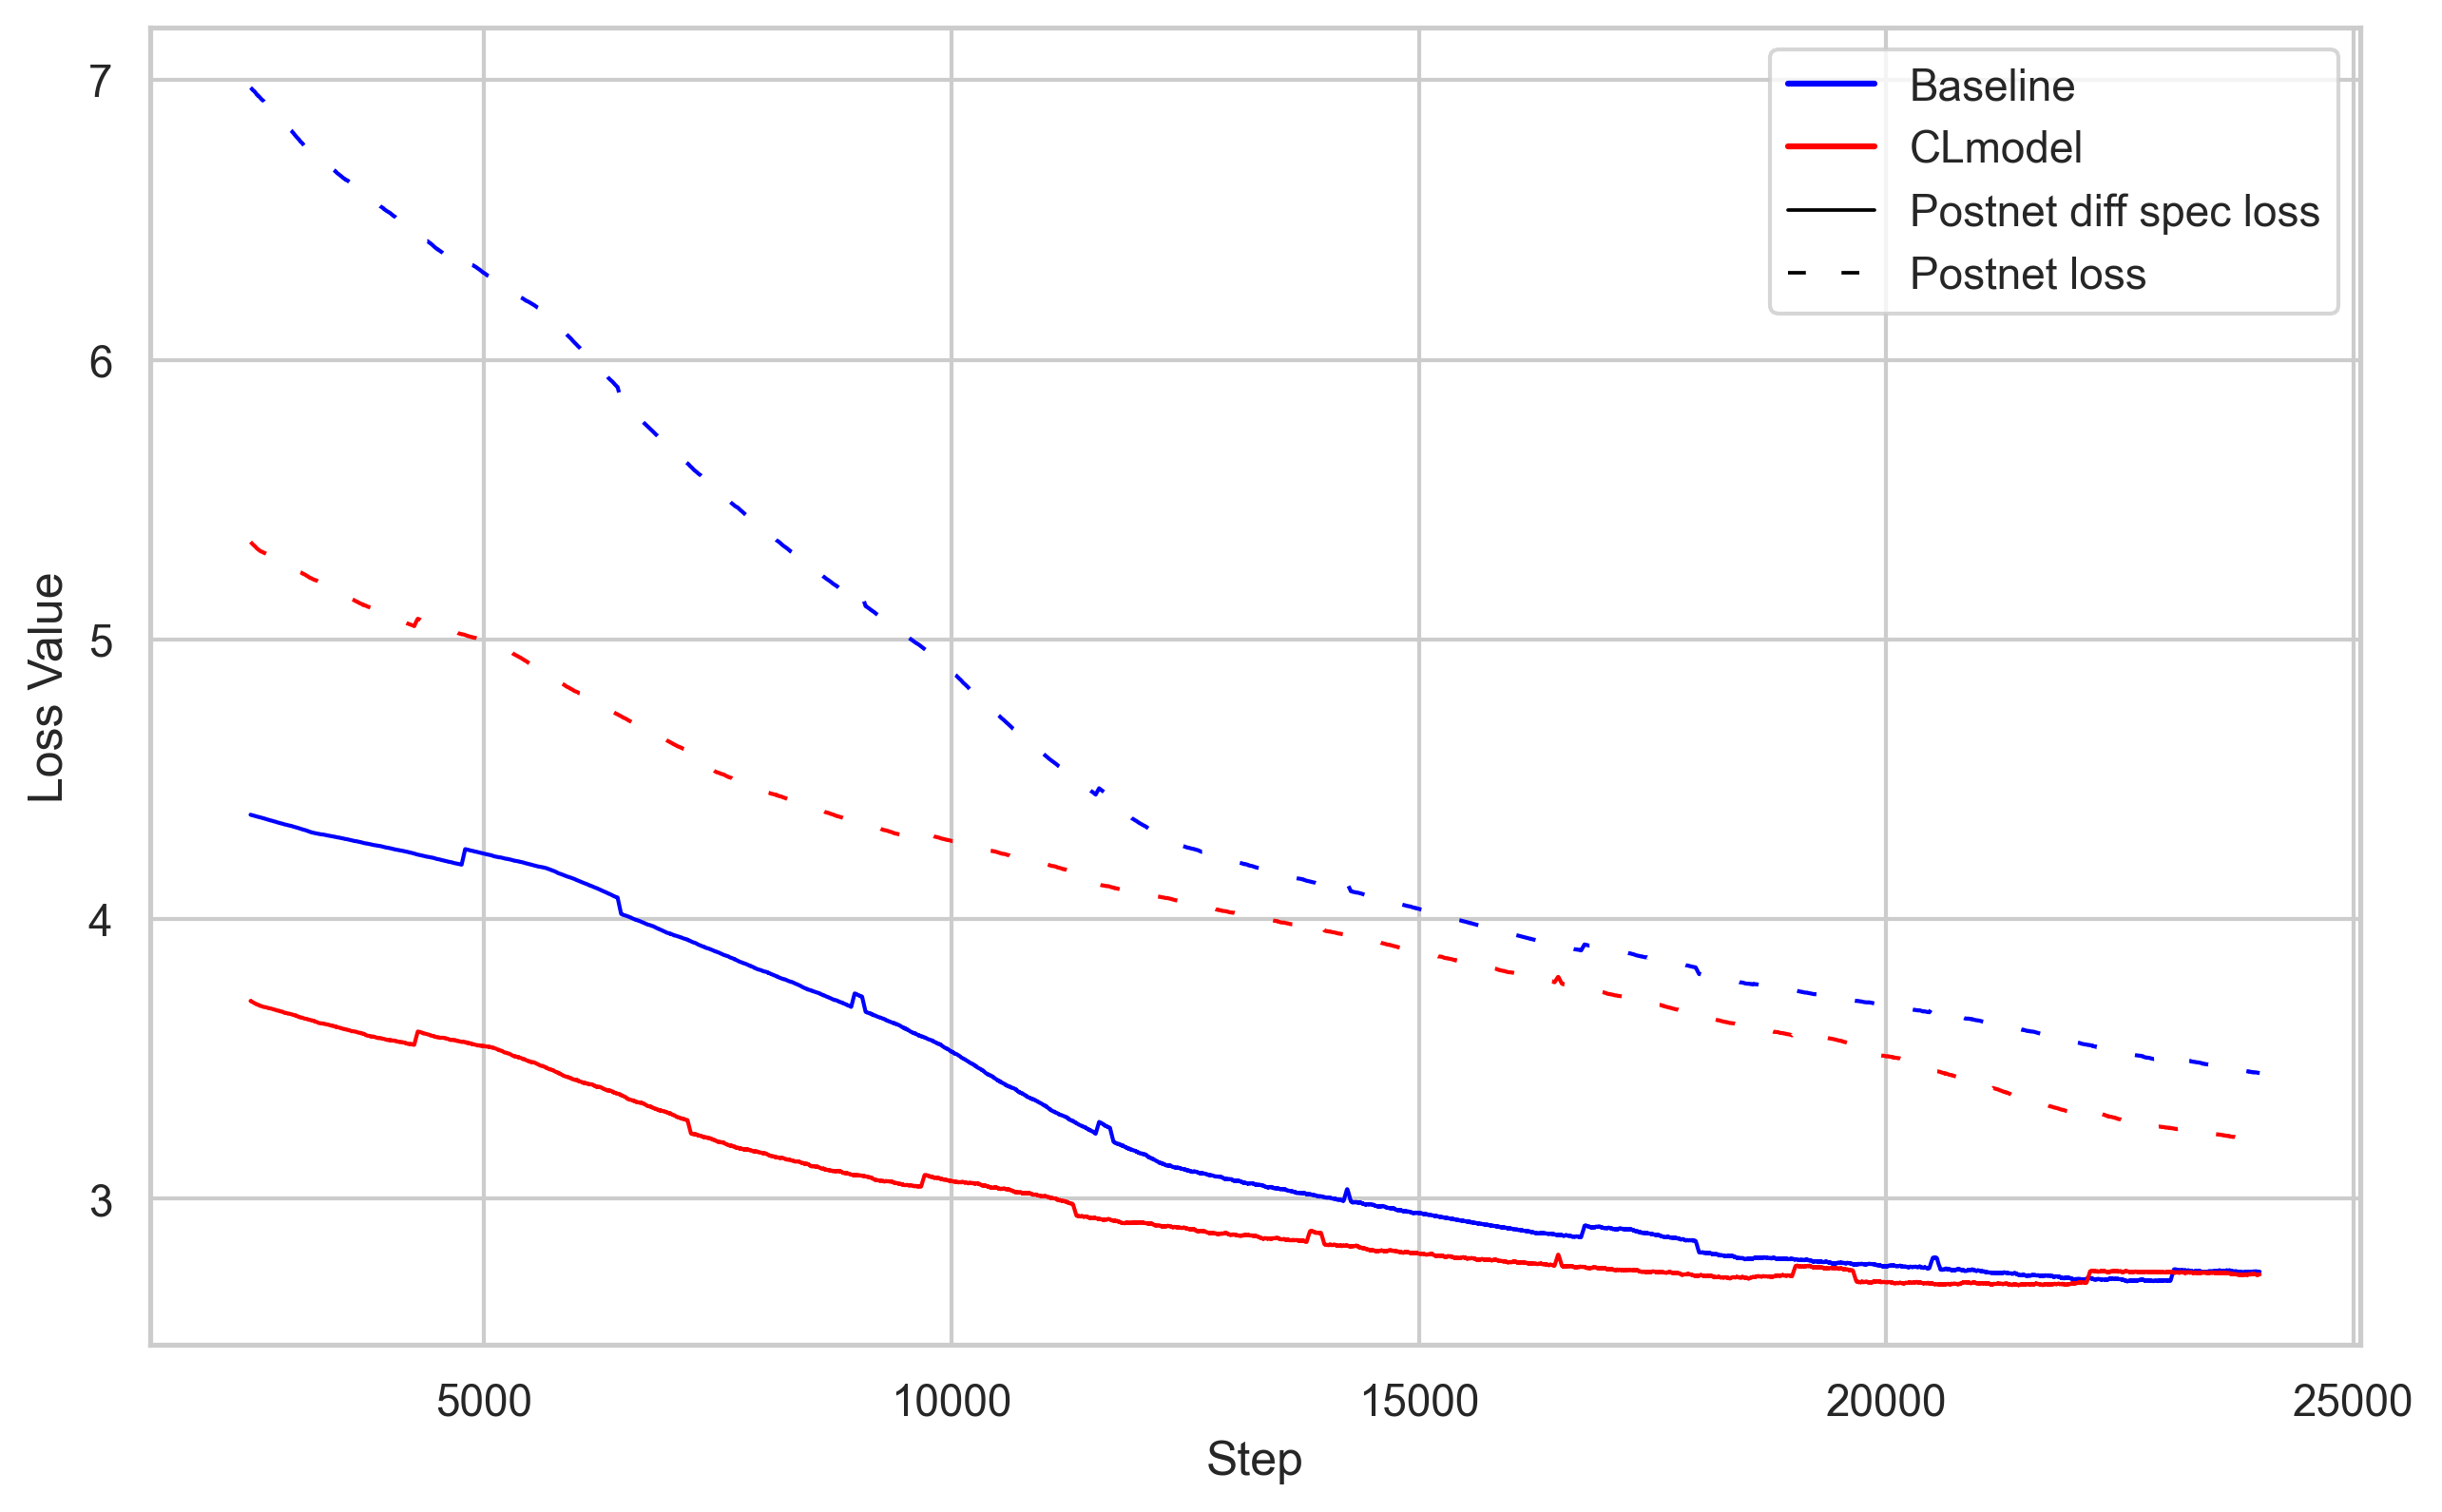 7
6
5
4
3
Loss Value
5000 10000 15000 20000 25000
Step
Baseline
CLmodel
Postnet diff spec loss
Postnet loss